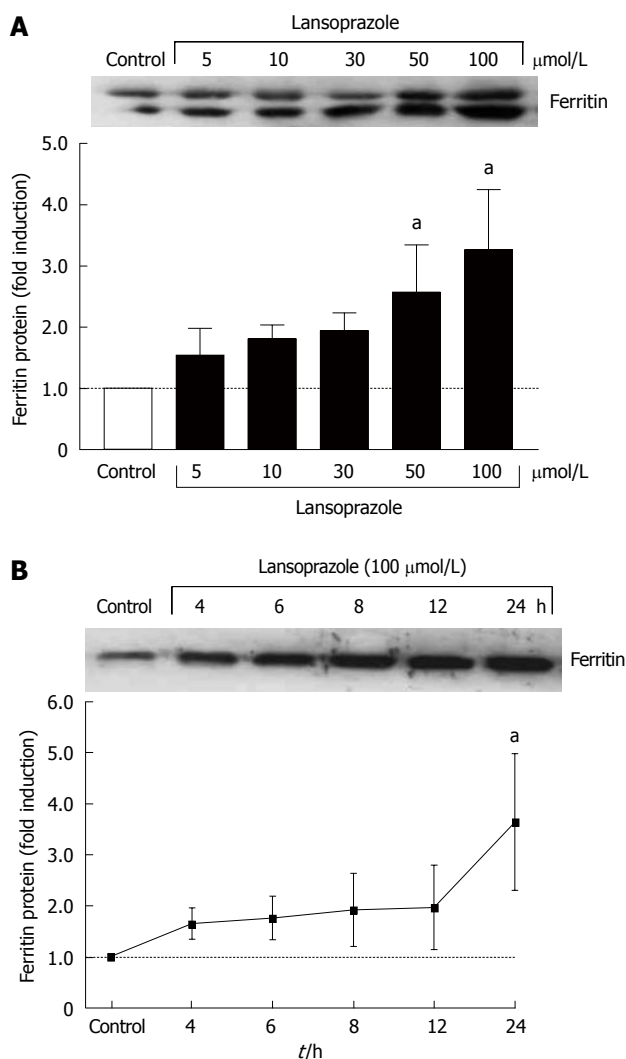 A
Lansoprazole
Control 5 10 30 50 100 μmol/L
Ferritin
Ferritin protein (fold induction)
5.0
4.0
3.0
2.0
1.0
0
a
a
Control 5 10 30 50 100 μmol/L
Lansoprazole
B
Lansoprazole (100 μmol/L)
Control 4 6 8 12 24 h
Ferritin
Ferritin protein (fold induction)
6.0
5.0
4.0
3.0
2.0
1.0
0
a
Control 4 6 8 12 24
t/h